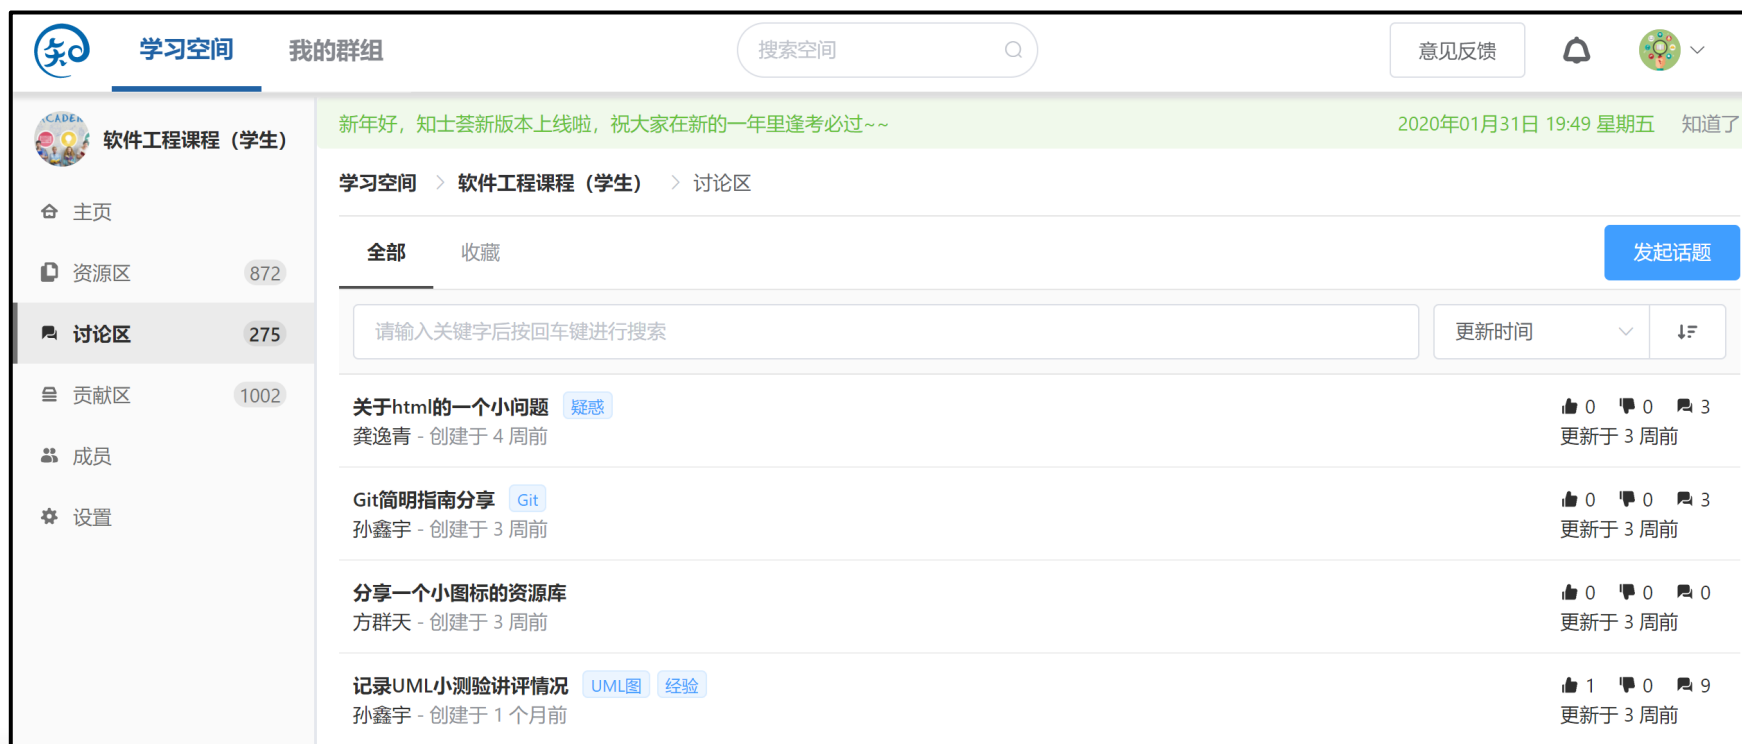 知
学习空间 我的群组 搜索空间 意见反馈
软件工程课程（学生）
主页
资源区 872
讨论区 275
贡献区 1002
成员
设置
新年好，知士荟新版本上线啦，祝大家在新的一年里逢考必过~~ 2020年01月31日 19:49 星期五 知道了
学习空间 > 软件工程课程（学生） > 讨论区
全部 收藏 发起话题
请输入关键字后按回车键进行搜索 更新时间
关于html的一个小问题 疑惑 0 0 3
龚逸青 - 创建于 4 周前 更新于 3 周前
Git简明指南分享 Git 0 0 3
孙鑫宇 - 创建于 3 周前 更新于 3 周前
分享一个小图标的资源库 0 0 0
方群天 - 创建于 3 周前 更新于 3 周前
记录UML小测验讲评情况 UML图 经验 1 0 9
孙鑫宇 - 创建于 1 个月前 更新于 3 周前